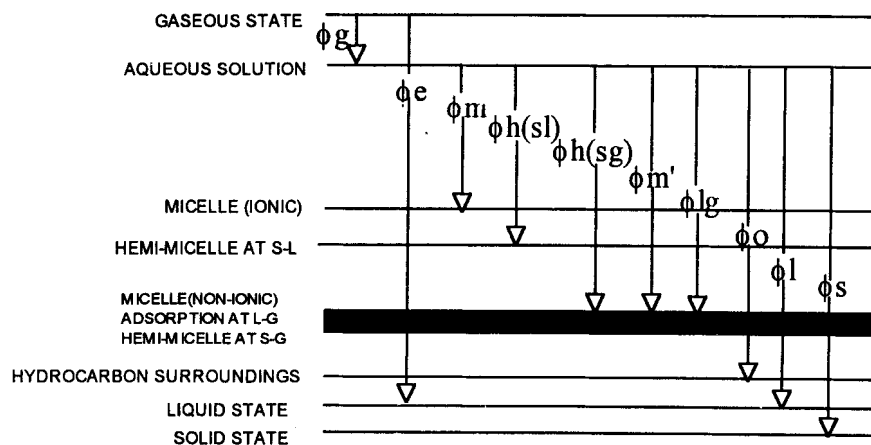 GASEOUS STATE
ϕg
AQUEOUS SOLUTION
ϕe
ϕm
ϕh(sl)
ϕh(sg)
ϕm'
ϕlg
MICELLE (IONIC)
ϕo
HEMI-MICELLE AT S-L
ϕl
ϕs
MICELLE(NON-IONIC)
ADSORPTION AT L-G
HEMI-MICELLE AT S-G
HYDROCARBON SURROUNDINGS
LIQUID STATE
SOLID STATE